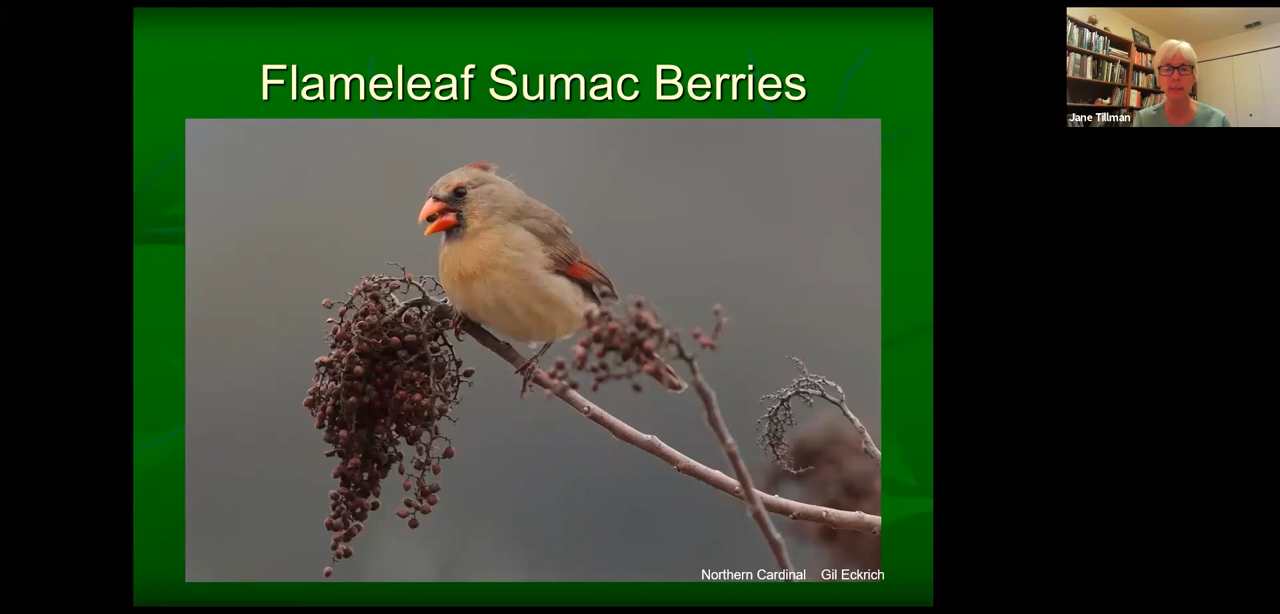 Flameleaf Sumac Berries
Jane Tillman
Northern Cardinal Gil Eckrich